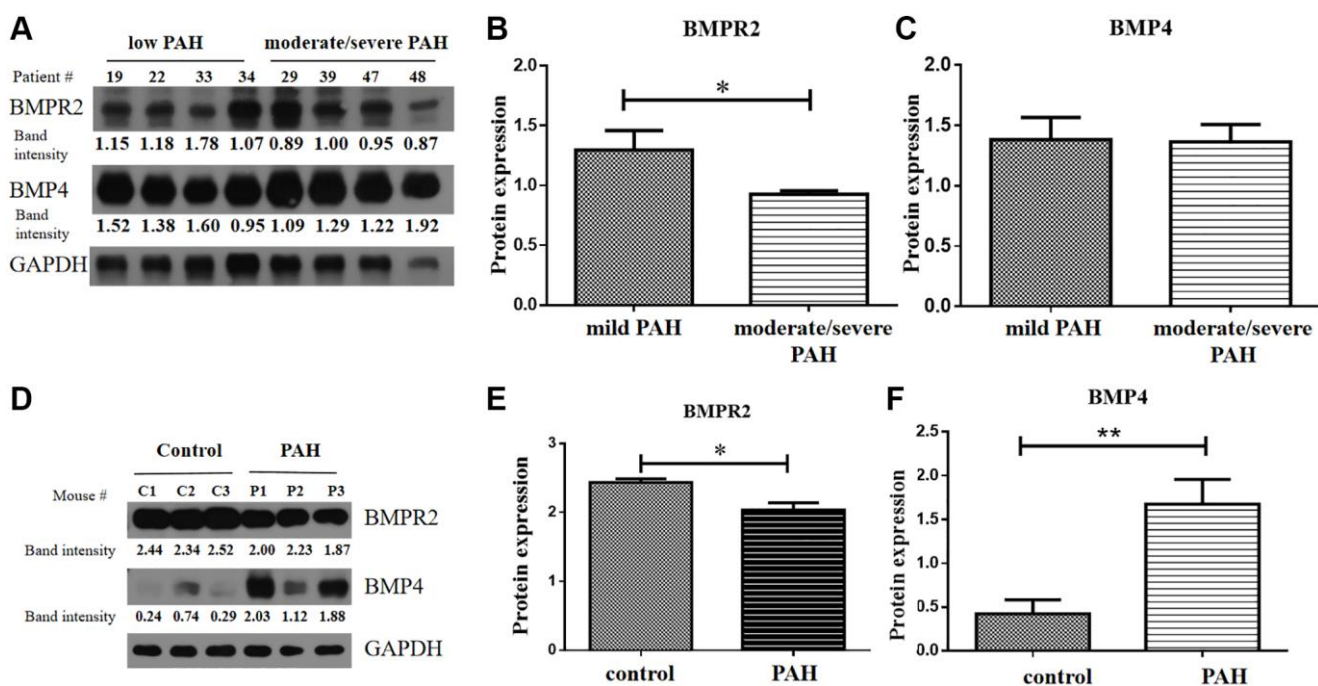 A
low PAH moderate/severe PAH
Patient # 19 22 33 34 29 39 47 48
BMPR2
Band intensity 1.15 1.18 1.78 1.07 0.89 1.00 0.95 0.87
BMP4
Band intensity 1.52 1.38 1.60 0.95 1.09 1.29 1.22 1.92
GAPDH
B
BMPR2
Protein expression
2.0
1.5
1.0
0.5
0.0
*
mild PAH moderate/severe PAH
C
BMP4
Protein expression
2.0
1.5
1.0
0.5
0.0
mild PAH moderate/severe PAH
D
Control PAH
Mouse # C1 C2 C3 P1 P2 P3
BMPR2
Band intensity 2.44 2.34 2.52 2.00 2.23 1.87
BMP4
Band intensity 0.24 0.74 0.29 2.03 1.12 1.88
GAPDH
E
BMPR2
Protein expression
3
2
1
0
*
control PAH
F
BMP4
Protein expression
2.5
2.0
1.5
1.0
0.5
0.0
**
control PAH